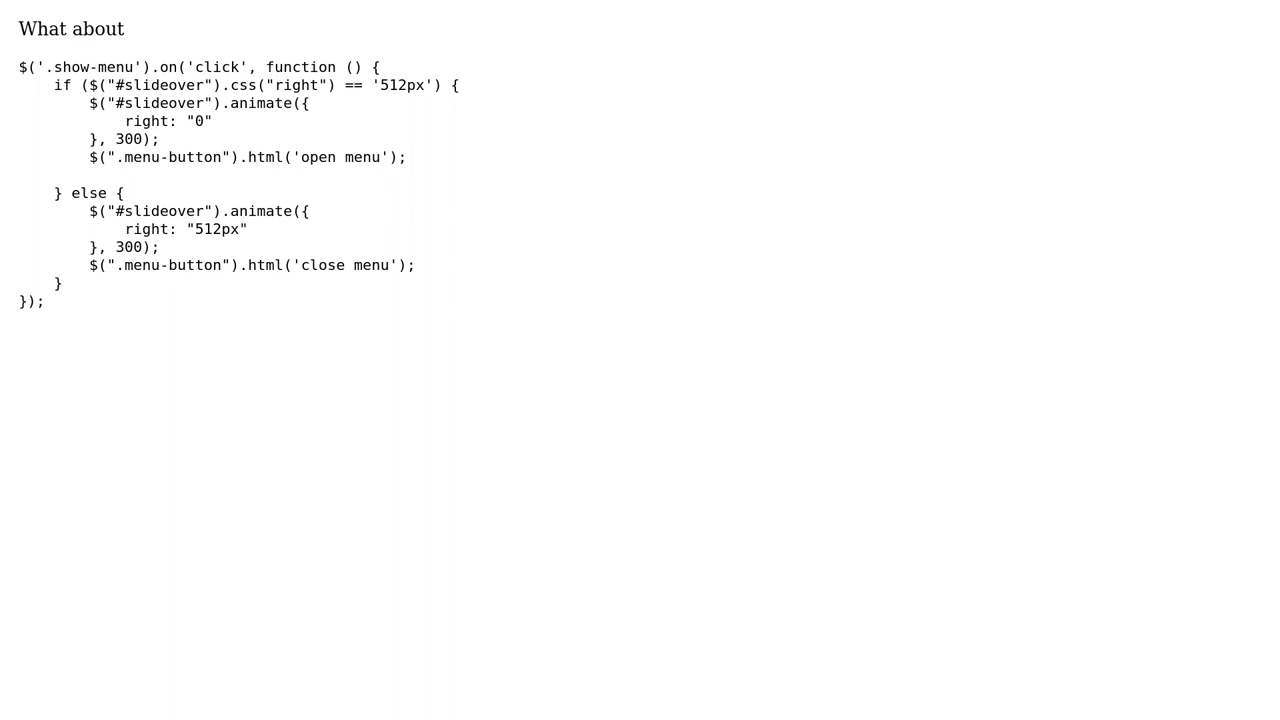 What about
$('.show-menu').on('click', function () {
    if ($("#slideover").css("right") == '512px') {
        $("#slideover").animate({
            right: "0"
        }, 300);
        $(".menu-button").html('open menu');

    } else {
        $("#slideover").animate({
            right: "512px"
        }, 300);
        $(".menu-button").html('close menu');
    }
});